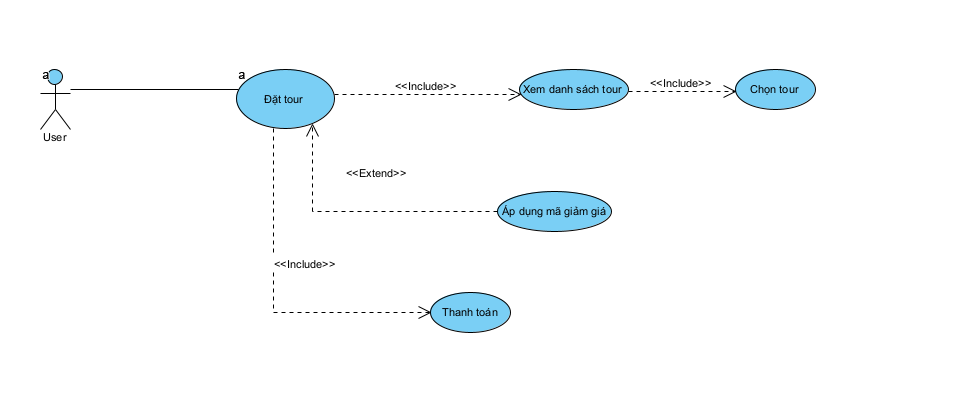 a
a
User
Đặt tour
<<Include>>
Xem danh sách tour
<<Include>>
Chọn tour
<<Extend>>
Áp dụng mã giảm giá
<<Include>>
Thanh toán